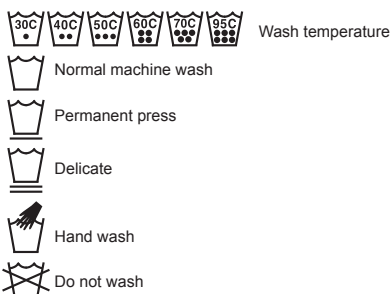 30C 40C 50C 60C 70C 95C Wash temperature
Normal machine wash
Permanent press
Delicate
Hand wash
Do not wash